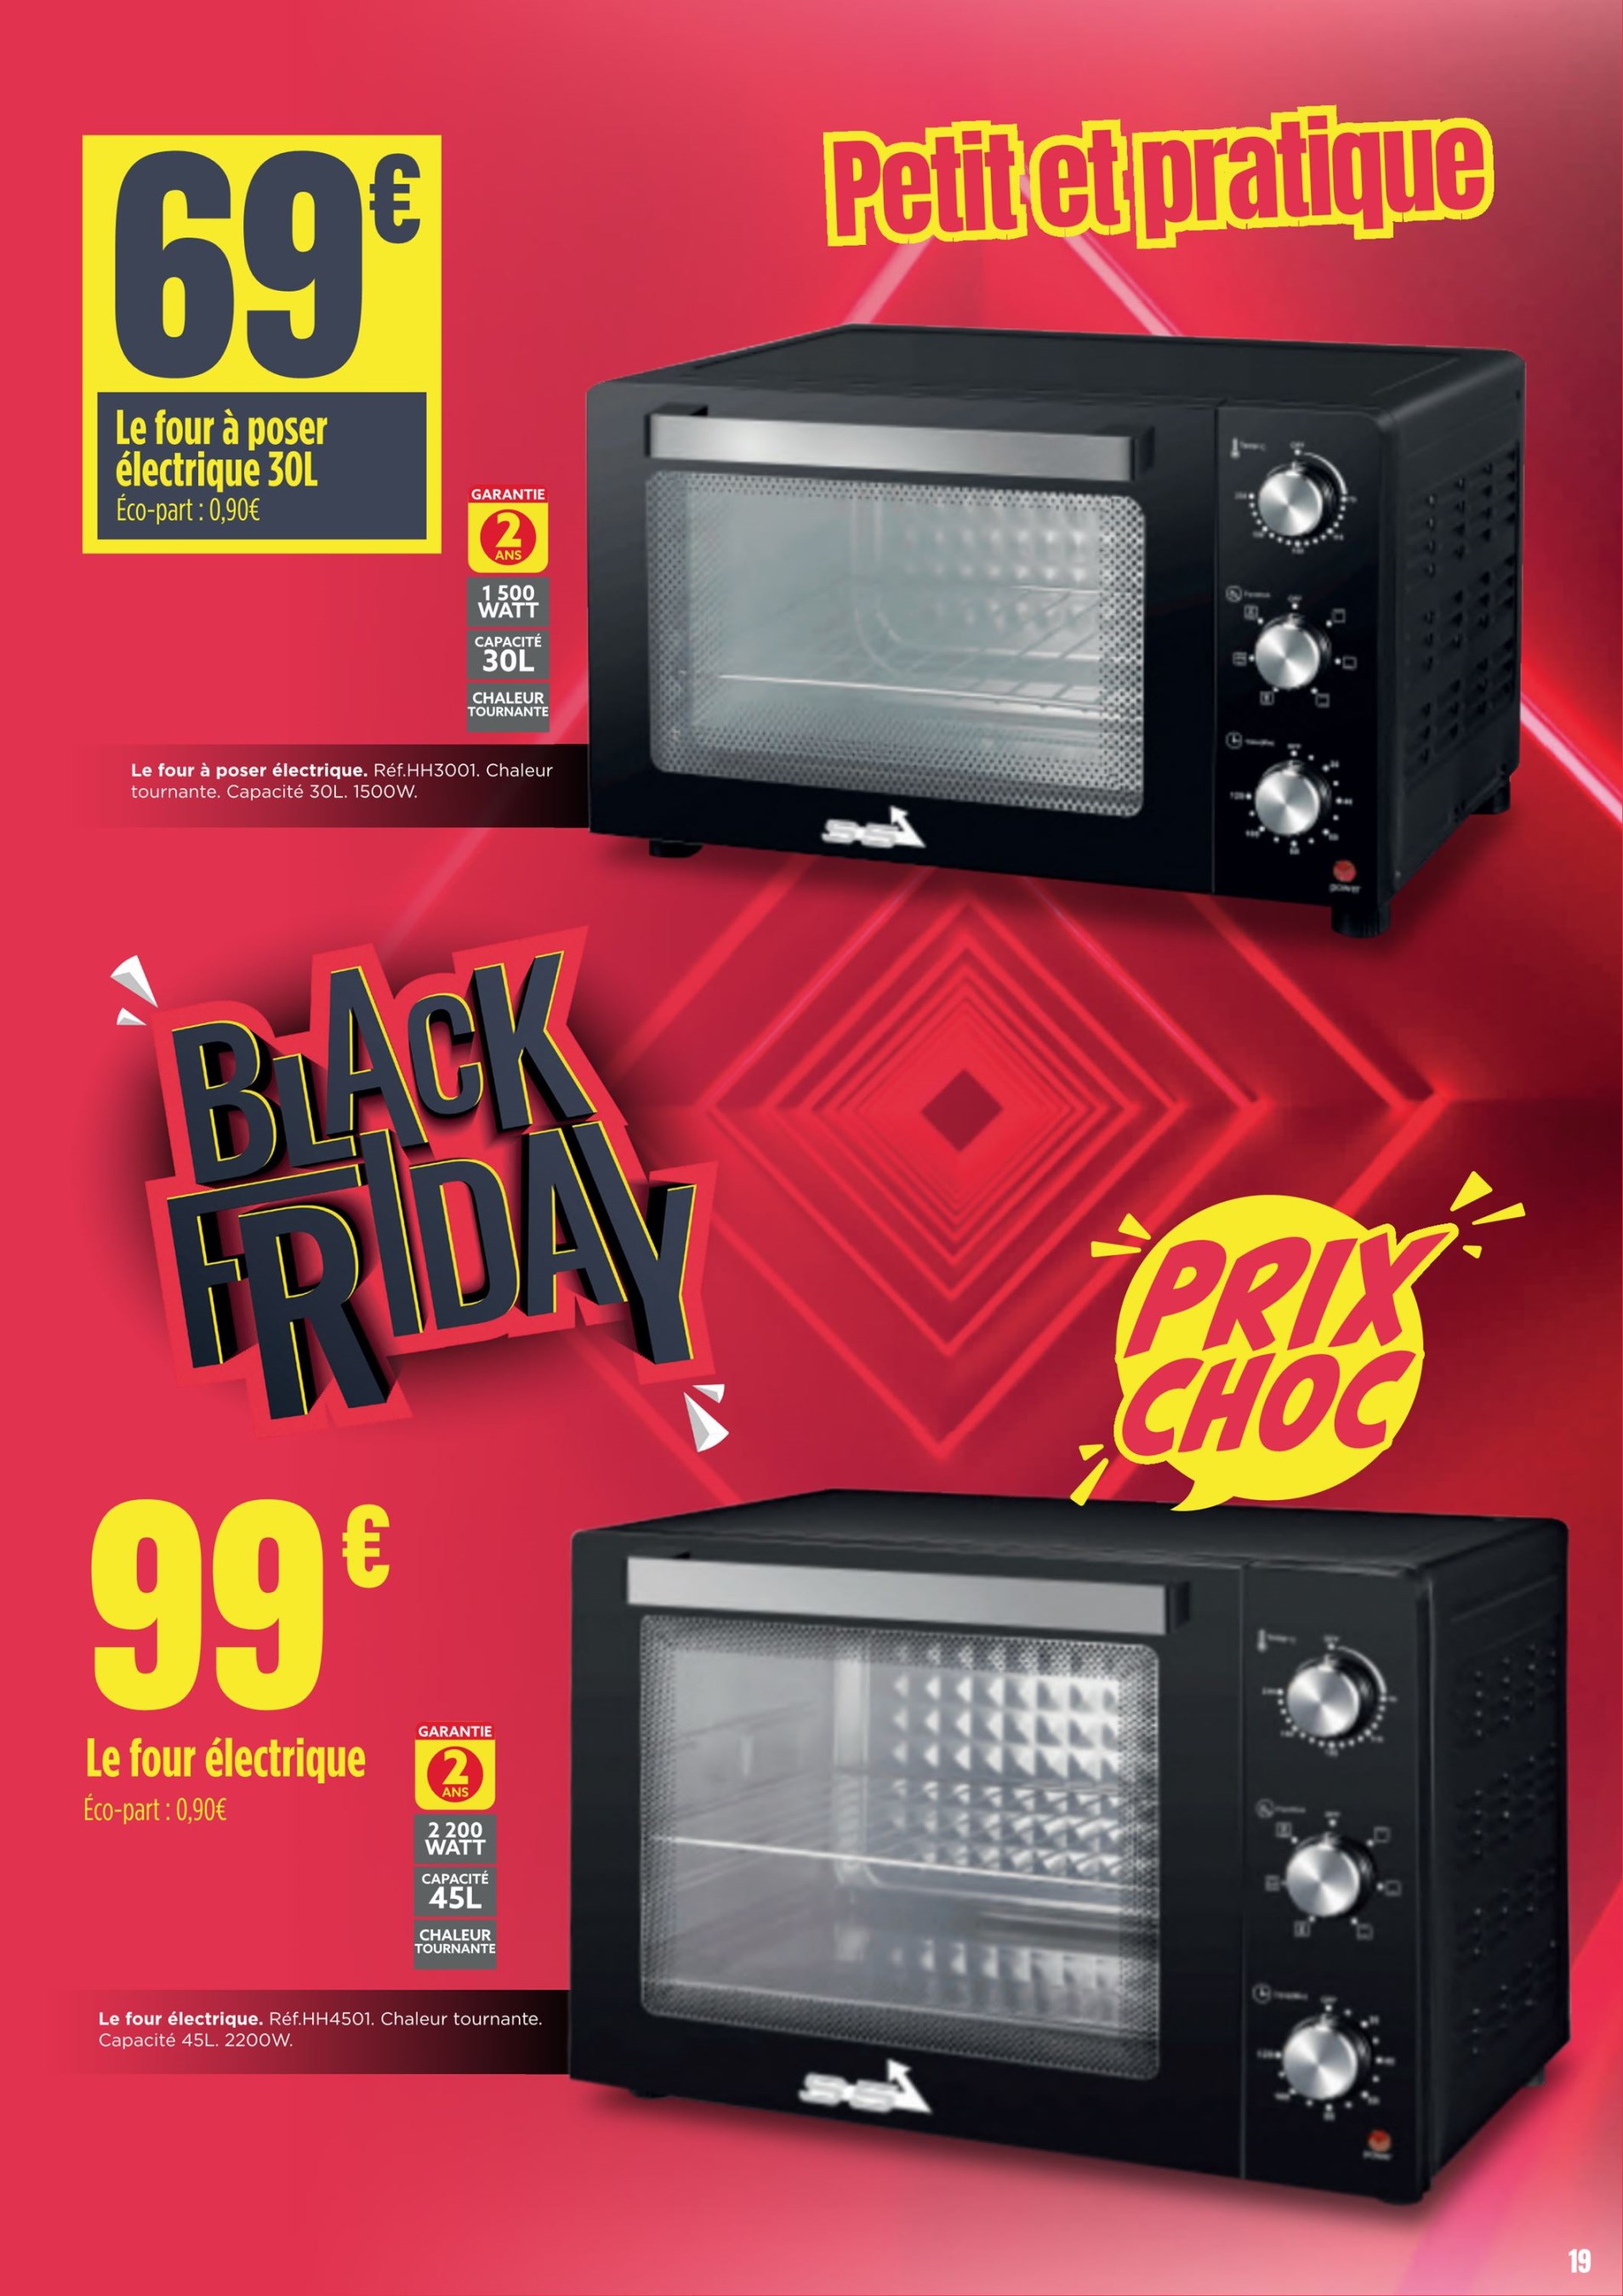 69€
Petit et pratique
Le four à poser
électrique 30L
Éco-part : 0,90€
GARANTIE
2
ANS
1 500
WATT
CAPACITÉ
30L
CHALEUR
TOURNANTE
Le four à poser électrique. Réf.HH3001. Chaleur
tournante. Capacité 30L. 1500W.
power
BLACK
FRIDAY
PRIX
CHOC
99€
Le four électrique
Éco-part : 0,90€
GARANTIE
2
ANS
2 200
WATT
CAPACITÉ
45L
CHALEUR
TOURNANTE
Le four électrique. Réf.HH4501. Chaleur tournante.
Capacité 45L. 2200W.
power
19